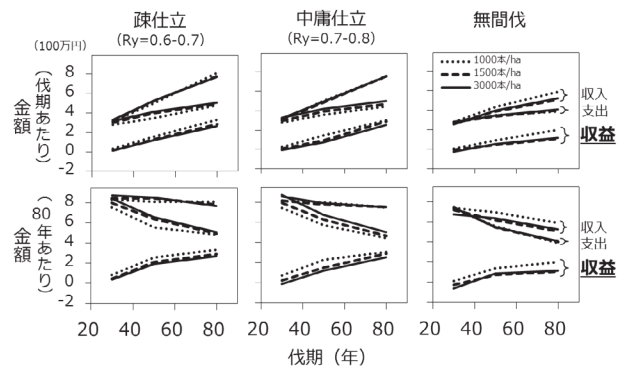 疎仕立
(Ry=0.6-0.7)
中庸仕立
(Ry=0.7-0.8)
無間伐
(100万円)
金額
(伐期あたり)
8
6
4
2
0
-2
1000本/ha
1500本/ha
3000本/ha
収入
支出
収益
金額
(80年あたり)
8
6
4
2
0
-2
収入
支出
収益
20 40 60 80
20 40 60 80
20 40 60 80
伐期(年)